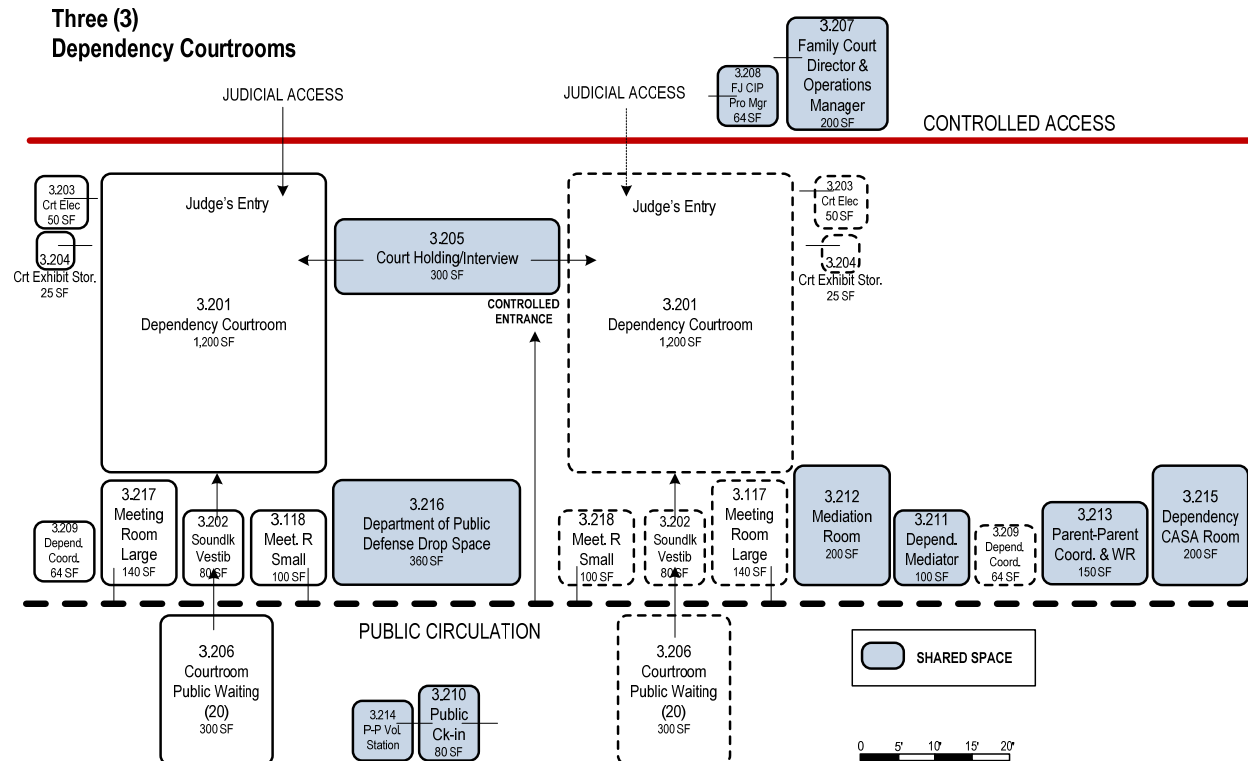 Three (3)
Dependency Courtrooms
JUDICIAL ACCESS
JUDICIAL ACCESS
3.208
FJ CIP
Pro Mgr
64 SF
3.207
Family Court
Director &
Operations
Manager
200 SF
CONTROLLED ACCESS
3.203
Crt Elec
50 SF
3.204
Crt Exhibit Stor.
25 SF
Judge's Entry
3.201
Dependency Courtroom
1,200 SF
3.205
Court Holding/Interview
300 SF
CONTROLLED
ENTRANCE
Judge's Entry
3.201
Dependency Courtroom
1,200 SF
3.203
Crt Elec
50 SF
3.204
Crt Exhibit Stor.
25 SF
3.209
Depend.
Coord.
64 SF
3.217
Meeting
Room
Large
140 SF
3.202
Soundlk
Vestib
80 SF
3.118
Meet. R
Small
100 SF
3.216
Department of Public
Defense Drop Space
360 SF
3.218
Meet. R
Small
100 SF
3.202
Soundlk
Vestib
80 SF
3.117
Meeting
Room
Large
140 SF
3.212
Mediation
Room
200 SF
3.211
Depend.
Mediator
100 SF
3.209
Depend.
Coord.
64 SF
3.213
Parent-Parent
Coord. & WR
150 SF
3.215
Dependency
CASA Room
200 SF
PUBLIC CIRCULATION
3.206
Courtroom
Public Waiting
(20)
300 SF
3.214
P-P Vol.
Station
3.210
Public
Ck-in
80 SF
3.206
Courtroom
Public Waiting
(20)
300 SF
SHARED SPACE
0 5' 10' 15' 20'